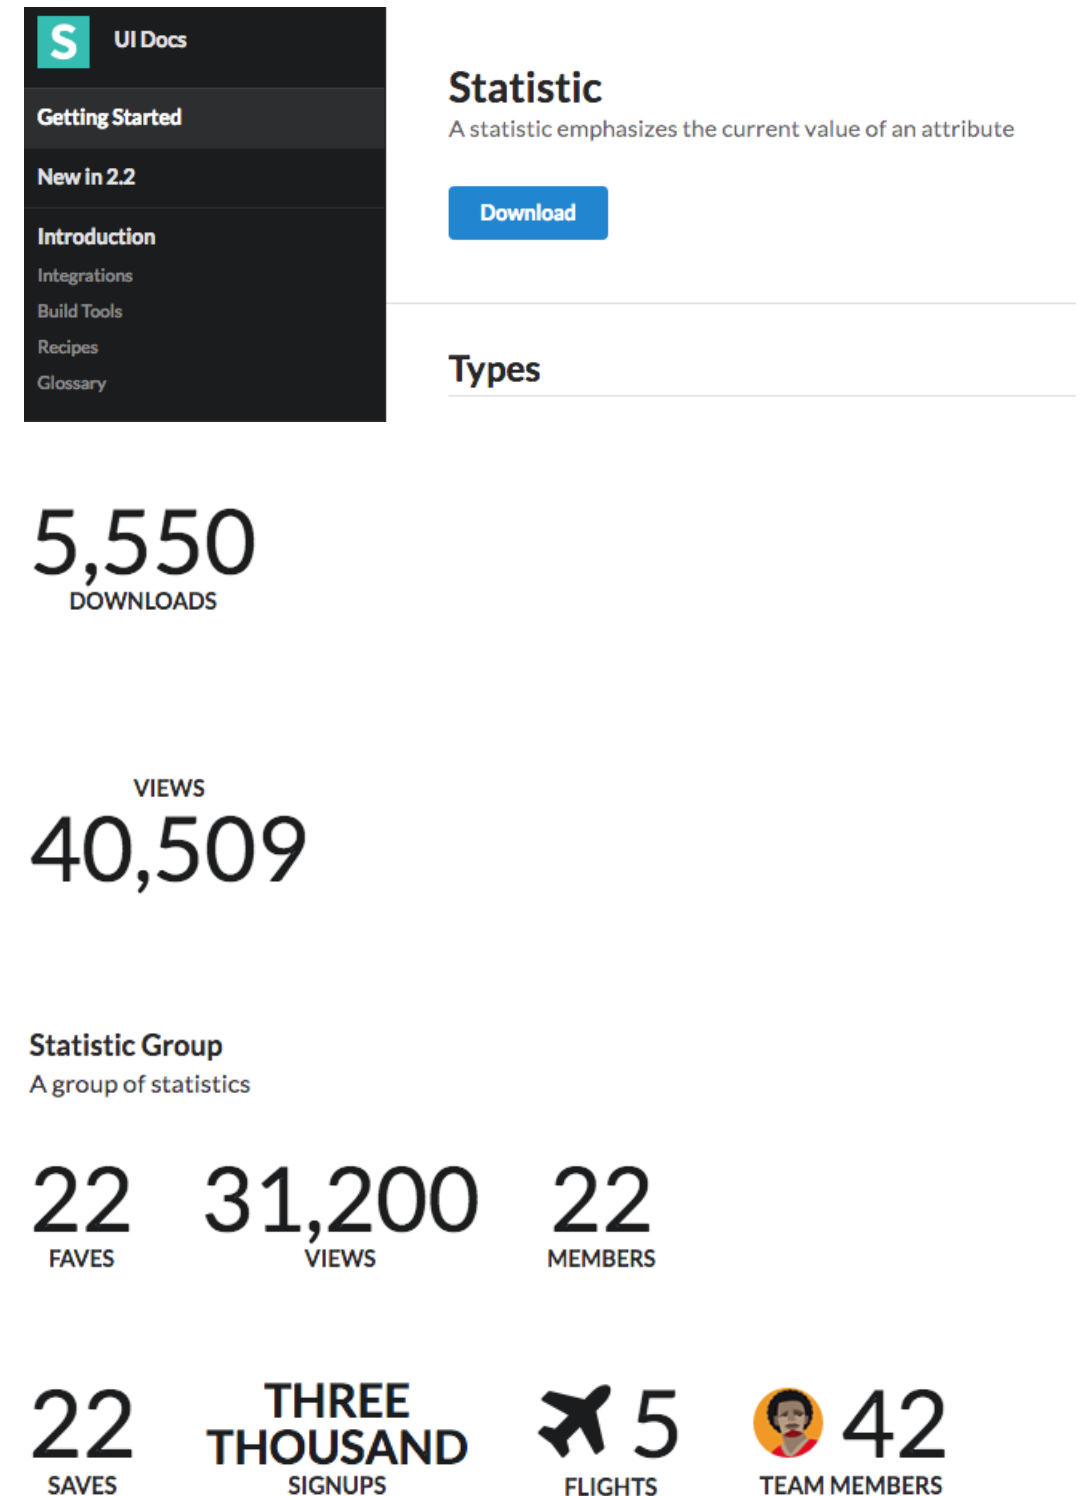 S UI Docs
Getting Started
New in 2.2
Introduction
Integrations
Build Tools
Recipes
Glossary
Statistic
A statistic emphasizes the current value of an attribute
Download
Types
5,550
DOWNLOADS
VIEWS
40,509
Statistic Group
A group of statistics
22 31,200 22
FAVES VIEWS MEMBERS
22 THREE THOUSAND 5 42
SAVES SIGNUPS FLIGHTS TEAM MEMBERS